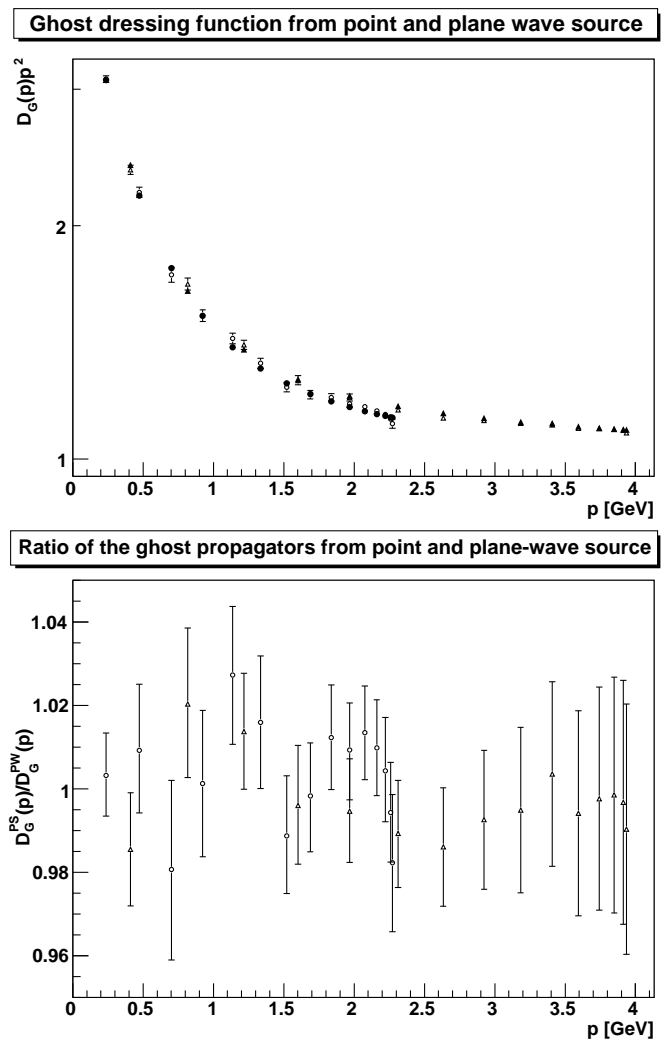 Ghost dressing function from point and plane wave source
D_G(p)p^2
2
1
0 0.5 1 1.5 2 2.5 3 3.5 4
p [GeV]
Ratio of the ghost propagators from point and plane-wave source
D_G^PS(p)/D_G^PW(p)
1.04
1.02
1
0.98
0.96
0 0.5 1 1.5 2 2.5 3 3.5 4
p [GeV]